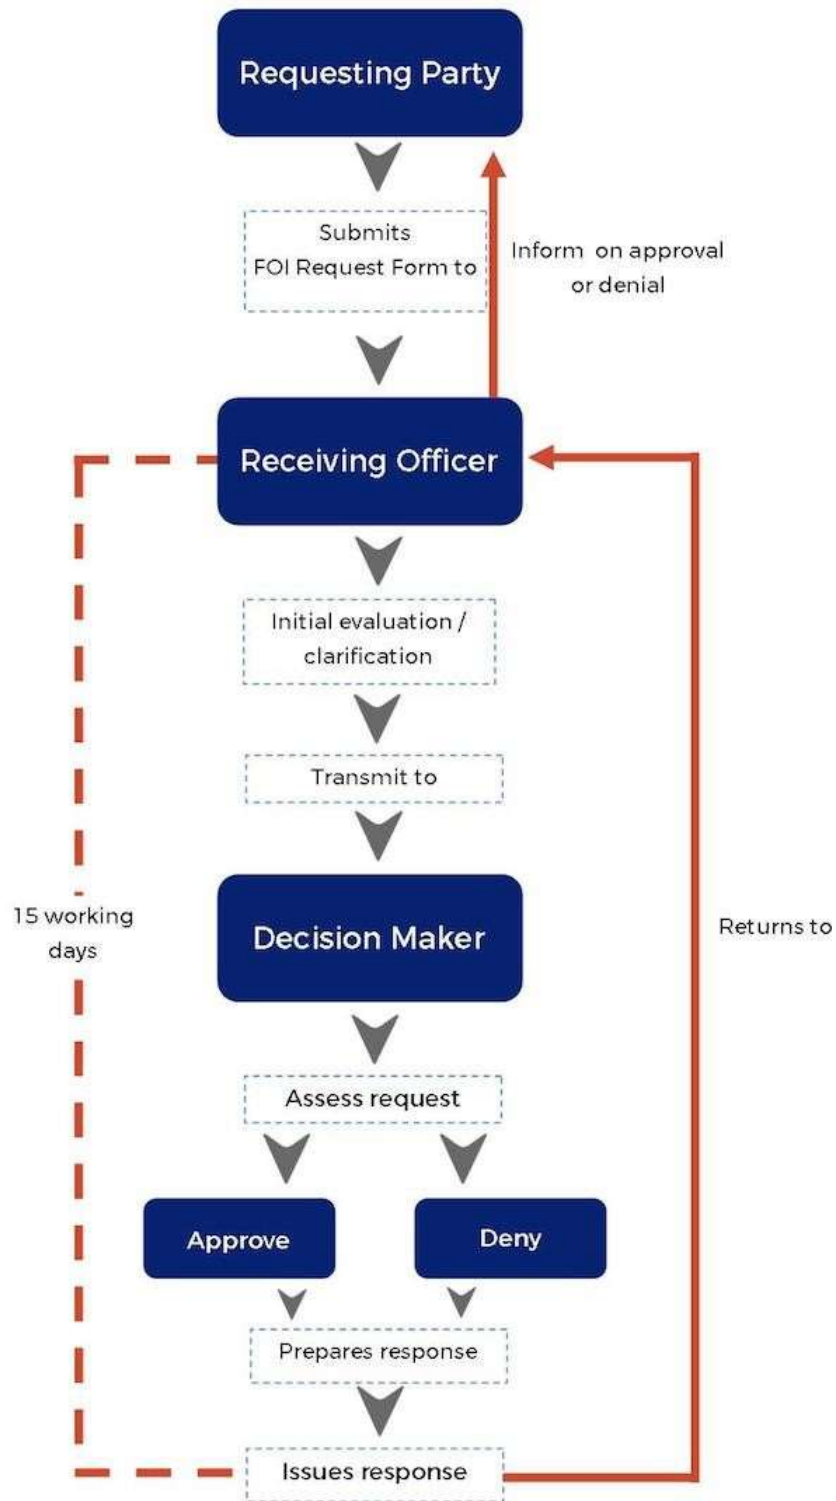 Requesting Party
Submits
FOI Request Form to
Inform on approval
or denial
Receiving Officer
Initial evaluation /
clarification
Transmit to
15 working
days
Decision Maker
Returns to
Assess request
Approve
Deny
Prepares response
Issues response